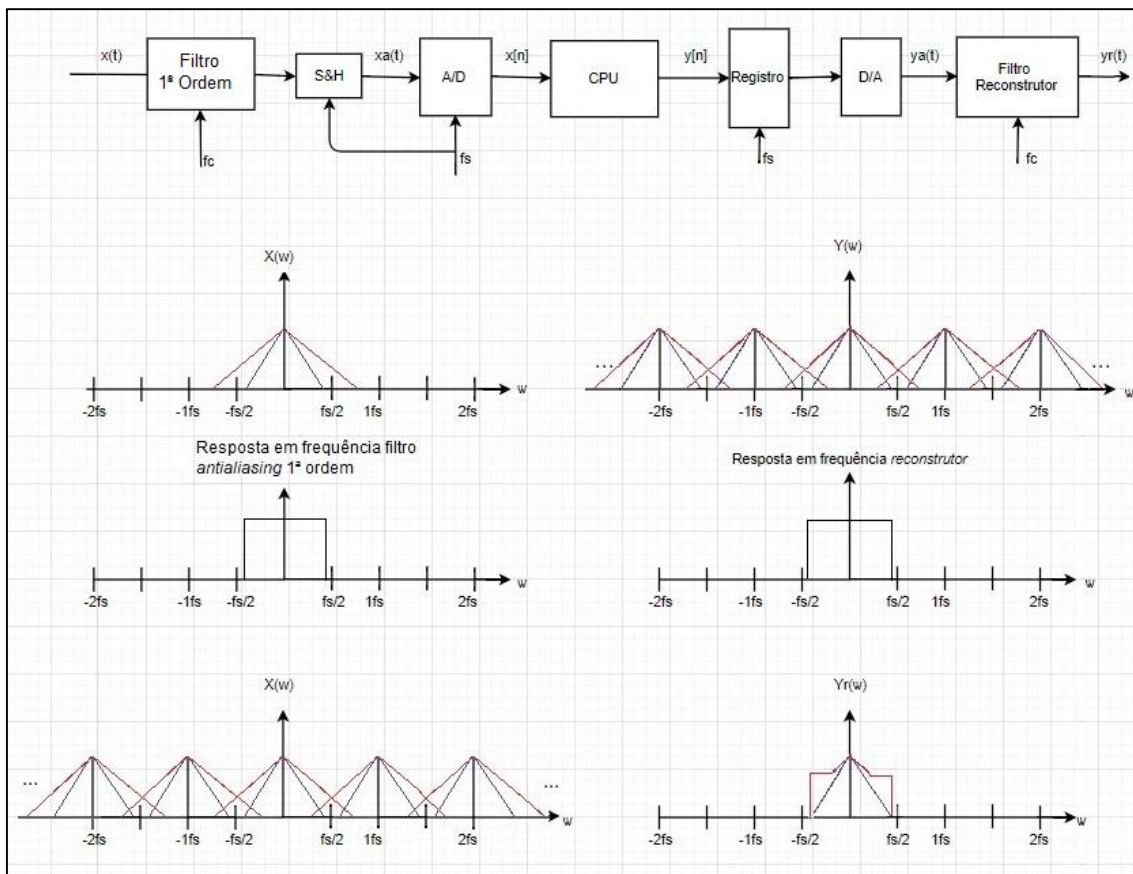 x(t)
Filtro
1ª Ordem
fc
S&H
xa(t)
A/D
fs
x[n]
CPU
y[n]
Registro
fs
D/A
ya(t)
Filtro
Reconstrutor
fc
yr(t)
X(w)
-2fs -1fs -fs/2 fs/2 1fs 2fs w
Y(w)
... ...
-2fs -1fs -fs/2 fs/2 1fs 2fs w
Resposta em frequência filtro
antialiasing 1ª ordem
-2fs -1fs -fs/2 fs/2 1fs 2fs w
Resposta em frequência reconstrutor
-2fs -1fs -fs/2 fs/2 1fs 2fs w
X(w)
... ...
-2fs -1fs -fs/2 fs/2 1fs 2fs w
Yr(w)
-2fs -1fs -fs/2 fs/2 1fs 2fs w